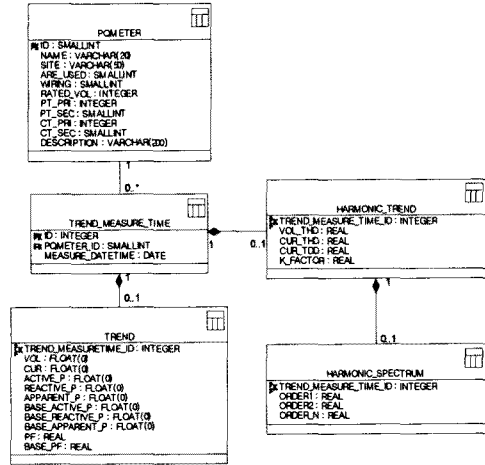 PQMETER
ID : SMALLINT
NAME : VARCHAR(20)
SITE : VARCHAR(50)
ARE_USED : SMALLINT
WIRING : SMALLINT
RATED_VOL : INTEGER
PT_PRI : INTEGER
PT_SEC : SMALLINT
CT_PRI : INTEGER
CT_SEC : SMALLINT
DESCRIPTION : VARCHAR(200)
1
0..*
TREND_MEASURE_TIME
ID : INTEGER
PQMETER_ID : SMALLINT
MEASURE_DATETIME : DATE
1
0..1
HARMONIC_TREND
TREND_MEASURE_TIME_ID : INTEGER
VOL_THD : REAL
CUR_THD : REAL
CUR_TDD : REAL
K_FACTOR : REAL
1
0..1
1
0..1
TREND
TREND_MEASURETIME_ID : INTEGER
VOL : FLOAT(0)
CUR : FLOAT(0)
ACTIVE_P : FLOAT(0)
REACTIVE_P : FLOAT(0)
APPARENT_P : FLOAT(0)
BASE_ACTIVE_P : FLOAT(0)
BASE_REACTIVE_P : FLOAT(0)
BASE_APPARENT_P : FLOAT(0)
PF : REAL
BASE_PF : REAL
HARMONIC_SPECTRUM
TREND_MEASURE_TIME_ID : INTEGER
ORDER1 : REAL
ORDER2 : REAL
ORDER_N : REAL